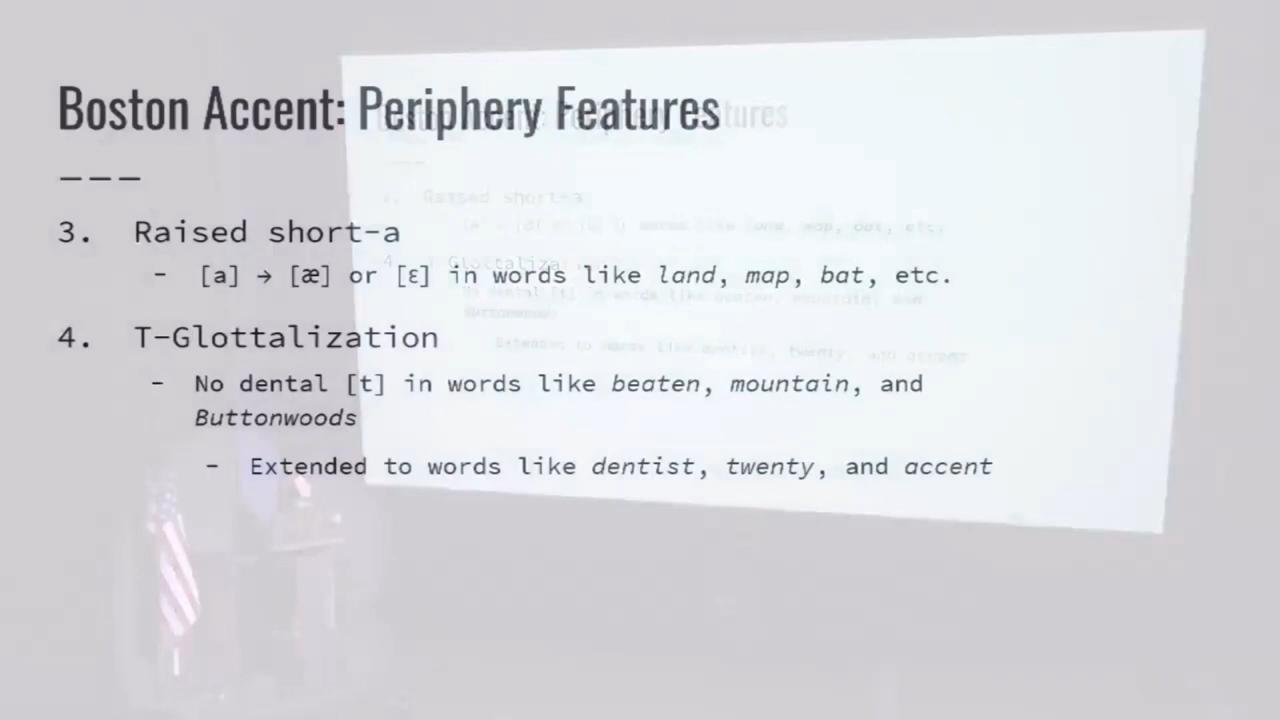 Boston Accent: Periphery Features
---
3. Raised short-a
- [a] → [æ] or [ɛ] in words like land, map, bat, etc.
4. T-Glottalization
- No dental [t] in words like beaten, mountain, and
Buttonwoods
- Extended to words like dentist, twenty, and accent